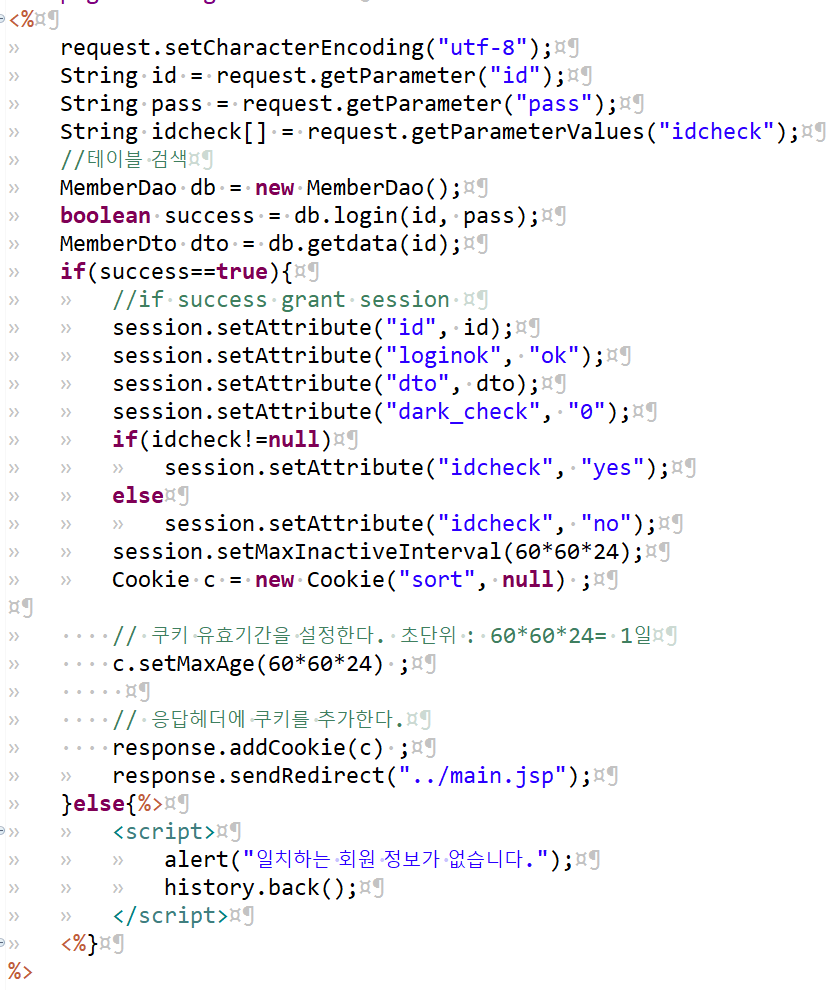 <%
request.setCharacterEncoding("utf-8");
String id = request.getParameter("id");
String pass = request.getParameter("pass");
String idcheck[] = request.getParameterValues("idcheck");
//테이블 검색
MemberDao db = new MemberDao();
boolean success = db.login(id, pass);
MemberDto dto = db.getdata(id);
if(success==true){
//if success grant session
session.setAttribute("id", id);
session.setAttribute("loginok", "ok");
session.setAttribute("dto", dto);
session.setAttribute("dark_check", "0");
if(idcheck!=null)
session.setAttribute("idcheck", "yes");
else
session.setAttribute("idcheck", "no");
session.setMaxInactiveInterval(60*60*24);
Cookie c = new Cookie("sort", null) ;
// 쿠키 유효기간을 설정한다. 초단위 : 60*60*24= 1일
c.setMaxAge(60*60*24) ;
// 응답헤더에 쿠키를 추가한다.
response.addCookie(c) ;
response.sendRedirect("../main.jsp");
}else{%>
<script>
alert("일치하는 회원 정보가 없습니다.");
history.back();
</script>
<%}
%>